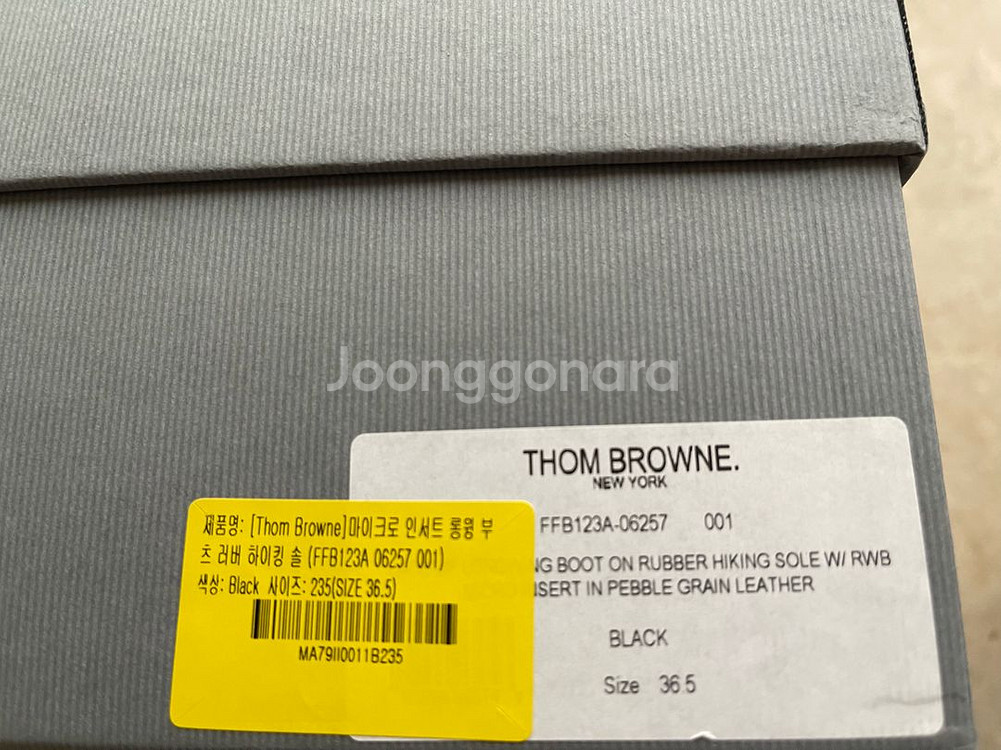 Joonggonara
THOM BROWNE.
NEW YORK
FFB123A-06257 001
NG BOOT ON RUBBER HIKING SOLE W/ RWB
NSERT IN PEBBLE GRAIN LEATHER
BLACK
Size 36.5
제품명: [Thom Browne]마이크로 인서트 롱윙 부
츠 러버 하이킹 솔 (FFB123A 06257 001)
색상: Black 사이즈: 235(SIZE 36.5)
MA79II0011B235